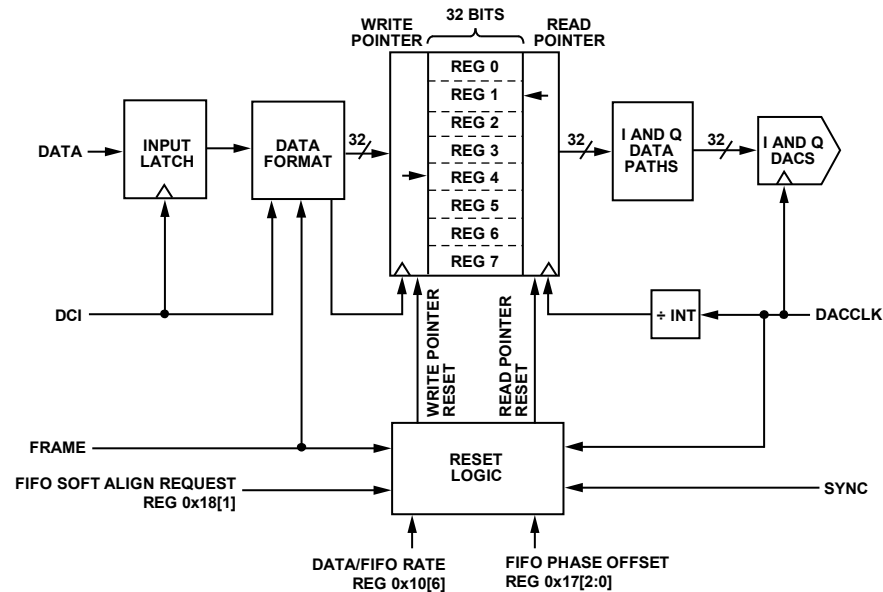 32 BITS
WRITE
POINTER
READ
POINTER
REG 0
REG 1
REG 2
REG 3
REG 4
REG 5
REG 6
REG 7
DATA
INPUT
LATCH
DATA
FORMAT
32
32
I AND Q
DATA
PATHS
32
I AND Q
DACS
DCI
÷ INT
DACCLK
WRITE POINTER
RESET
READ POINTER
RESET
FRAME
RESET
LOGIC
FIFO SOFT ALIGN REQUEST
REG 0x18[1]
SYNC
DATA/FIFO RATE
REG 0x10[6]
FIFO PHASE OFFSET
REG 0x17[2:0]